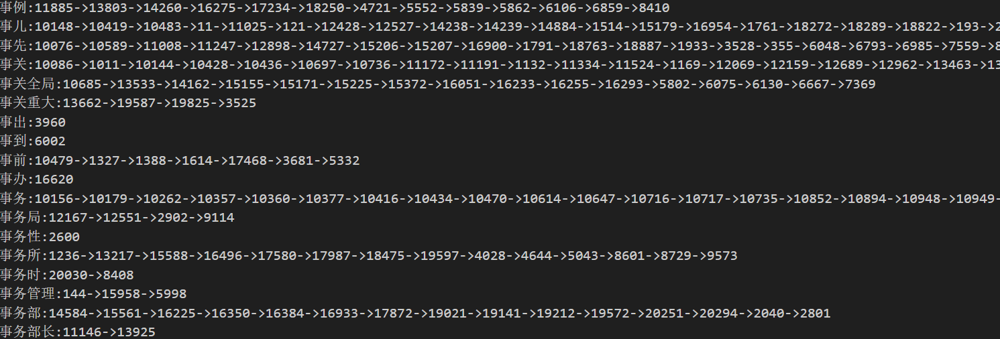 事例:11885->13803->14260->16275->17234->18250->4721->5552->5839->5862->6106->6859->8410
事儿:10148->10419->10483->11->11025->121->12428->12527->14238->14239->14884->1514->15179->16954->1761->18272->18289->18822->193->2
事先:10076->10589->11008->11247->12898->14727->15206->15207->16900->1791->18763->18887->1933->3528->355->6048->6793->6985->7559->8
事关:10086->1011->10144->10428->10436->10697->10736->11172->11191->1132->11334->11524->1169->12069->12159->12689->12962->13463->13
事关全局:10685->13533->14162->15155->15171->15225->15372->16051->16233->16255->16293->5802->6075->6130->6667->7369
事关重大:13662->19587->19825->3525
事出:3960
事到:6002
事前:10479->1327->1388->1614->17468->3681->5332
事办:16620
事务:10156->10179->10262->10357->10360->10377->10416->10434->10470->10614->10647->10716->10717->10735->10852->10894->10948->10949-
事务局:12167->12551->2902->9114
事务性:2600
事务所:1236->13217->15588->16496->17580->17987->18475->19597->4028->4644->5043->8601->8729->9573
事务时:20030->8408
事务管理:144->15958->5998
事务部:14584->15561->16225->16350->16384->16933->17872->19021->19141->19212->19572->20251->20294->2040->2801
事务部长:11146->13925